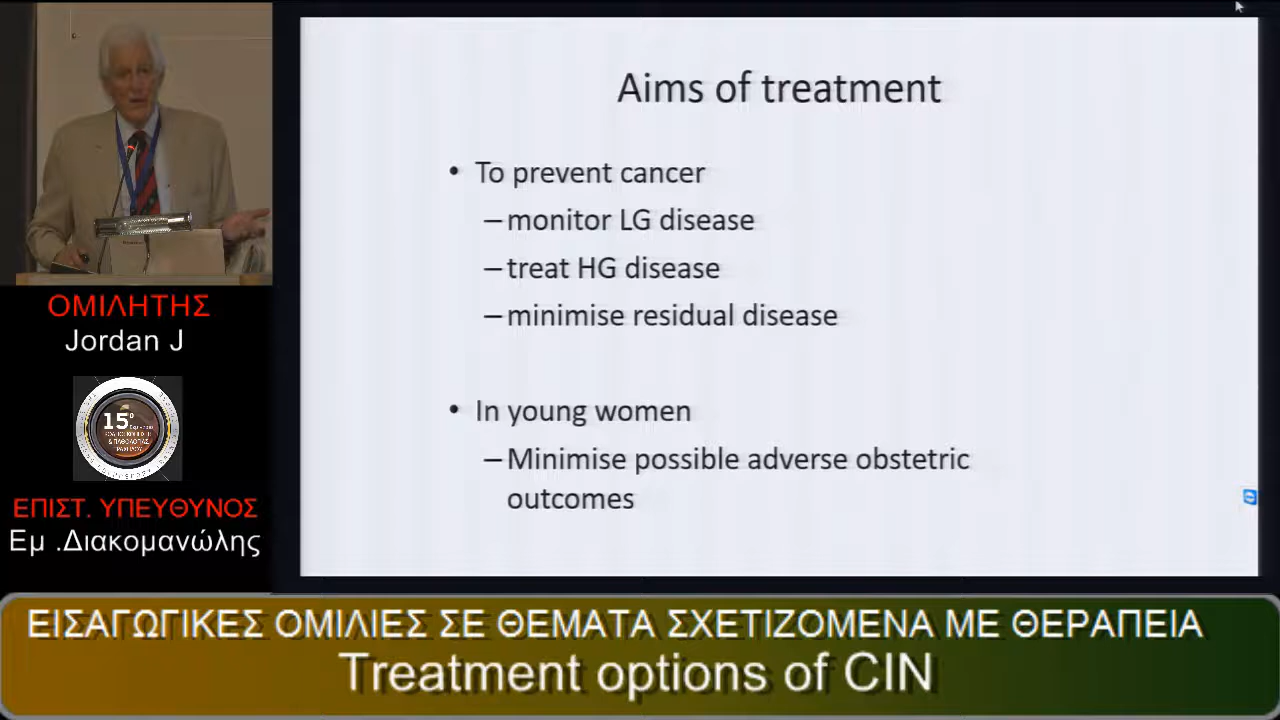 Aims of treatment
• To prevent cancer
–monitor LG disease
–treat HG disease
–minimise residual disease
• In young women
–Minimise possible adverse obstetric
outcomes
ΟΜΙΛΗΤΗΣ
Jordan J
15ο
ΕΠΙΣΤ. ΥΠΕΥΘΥΝΟΣ
Εμ .Διακομανώλης
ΕΙΣΑΓΩΓΙΚΕΣ ΟΜΙΛΙΕΣ ΣΕ ΘΕΜΑΤΑ ΣΧΕΤΙΖΟΜΕΝΑ ΜΕ ΘΕΡΑΠΕΙΑ
Treatment options of CIN